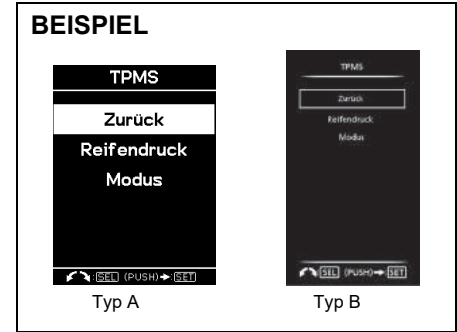 BEISPIEL
TPMS
Zurück
Reifendruck
Modus
:SEL (PUSH)➔:SET
Typ A
TPMS
Zurück
Reifendruck
Modus
:SEL (PUSH)➔:SET
Typ B